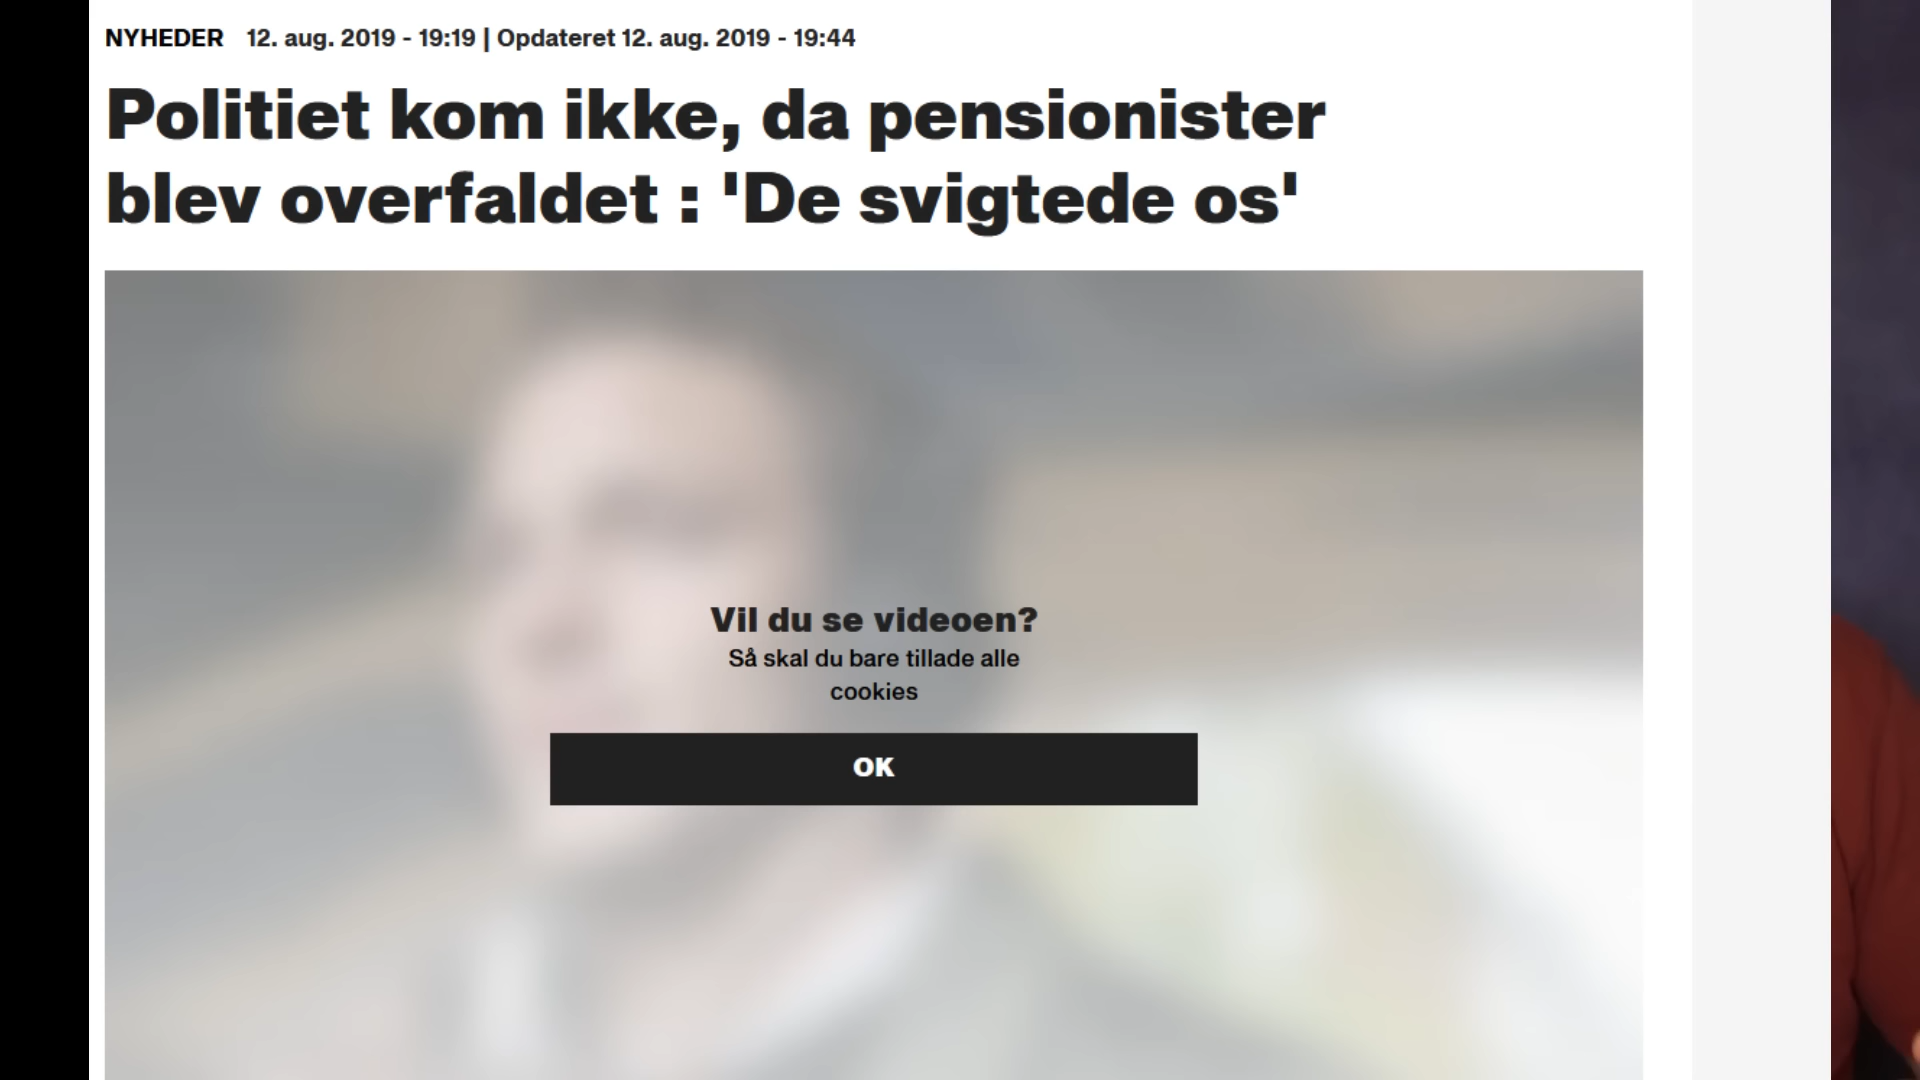 NYHEDER 12. aug. 2019 - 19:19 | Opdateret 12. aug. 2019 - 19:44
Politiet kom ikke, da pensionister
blev overfaldet : 'De svigtede os'
Vil du se videoen?
Så skal du bare tillade alle
cookies
OK